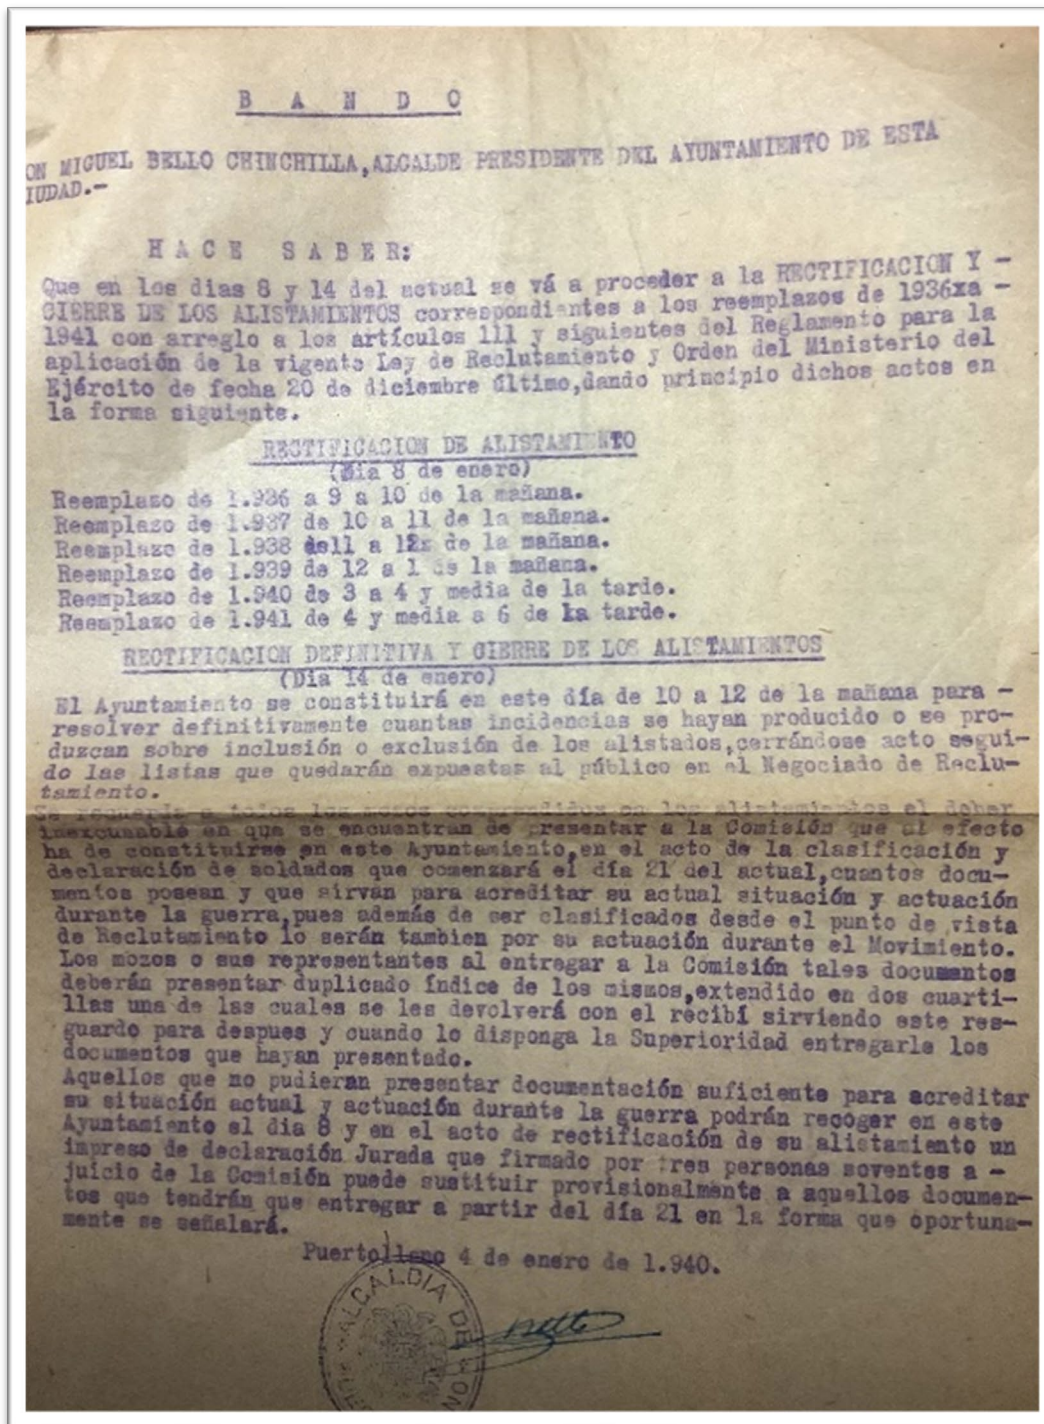 B A N D O
ON MIGUEL BELLO CHINCHILLA,ALCALDE PRESIDENTE DEL AYUNTAMIENTO DE ESTA
IUDAD.-
H A C E   S A B E R:
Que en los dias 8 y 14 del actual se vá a proceder a la RECTIFICACION Y -
CIERRE DE LOS ALISTAMIENTOS correspondientes a los reemplazos de 1936xa -
1941 con arreglo a los artículos 111 y siguientes del Reglamento para la
aplicación de la vigente Ley de Reclutamiento y Orden del Ministerio del
Ejército de fecha 20 de diciembre último,dando principio dichos actos en
la forma siguiente.
RECTIFICACION DE ALISTAMIENTO
(Dia 8 de enero)
Reemplazo de 1.936 a 9 a 10 de la mañana.
Reemplazo de 1.937 de 10 a 11 de la mañana.
Reemplazo de 1.938 de11 a 12x de la mañana.
Reemplazo de 1.939 de 12 a 1 de la mañana.
Reemplazo de 1.940 de 3 a 4 y media de la tarde.
Reemplazo de 1.941 de 4 y media a 6 de la tarde.
RECTIFICACION DEFINITIVA Y CIERRE DE LOS ALISTAMIENTOS
(Dia 14 de enero)
El Ayuntamiento se constituirá en este día de 10 a 12 de la mañana para -
resolver definitivamente cuantas incidencias se hayan producido o se pro-
duzcan sobre inclusión o exclusión de los alistados,cerrándose acto segui-
do las listas que quedarán expuestas al público en el Negociado de Reclu-
tamiento.
Se a todos los mozos comprendidos en los alistamientos el deber
inexcusable en que se encuentran de presentar a la Comisión que al efecto
ha de constituirse en este Ayuntamiento,en el acto de la clasificación y
declaración de soldados que comenzará el día 21 del actual,cuantos docu-
mentos posean y que sirvan para acreditar su actual situación y actuación
durante la guerra,pues además de ser clasificados desde el punto de vista
de Reclutamiento lo serán tambien por su actuación durante el Movimiento.
Los mozos o sus representantes al entregar a la Comisión tales documentos
deberán presentar duplicado índice de los mismos,extendido en dos cuarti-
llas una de las cuales se les devolverá con el recibí sirviendo este res-
guardo para despues y cuando lo disponga la Superioridad entregarle los
documentos que hayan presentado.
Aquellos que no pudieran presentar documentación suficiente para acreditar
su situación actual y actuación durante la guerra podrán recoger en este
Ayuntamiento el dia 8 y en el acto de rectificación de su alistamiento un
impreso de declaración Jurada que firmado por tres personas soventes a -
juicio de la Comisión puede sustituir provisionalmente a aquellos documen-
tos que tendrán que entregar a partir del día 21 en la forma que oportuna-
mente se señalará.
Puertollano 4 de enero de 1.940.
ALCALDIA DE
Bello